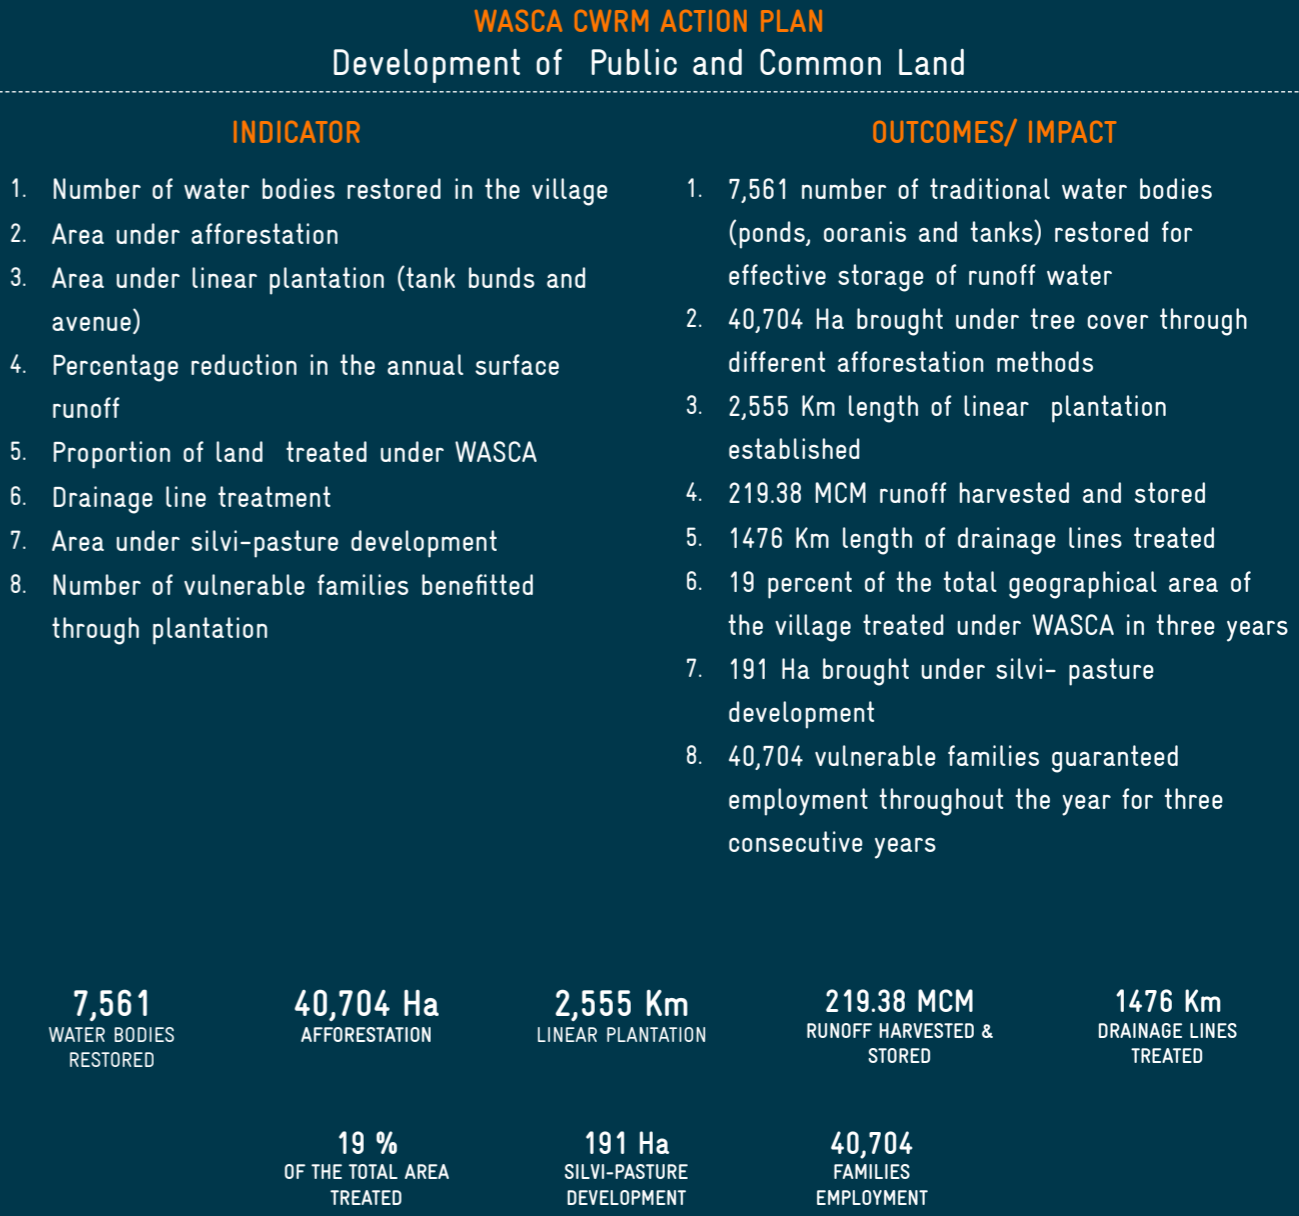 WASCA CWRM ACTION PLAN
Development of Public and Common Land
INDICATOR
1. Number of water bodies restored in the village
2. Area under afforestation
3. Area under linear plantation (tank bunds and
avenue)
4. Percentage reduction in the annual surface
runoff
5. Proportion of land treated under WASCA
6. Drainage line treatment
7. Area under silvi-pasture development
8. Number of vulnerable families benefitted
through plantation
OUTCOMES/ IMPACT
1. 7,561 number of traditional water bodies
(ponds, ooranis and tanks) restored for
effective storage of runoff water
2. 40,704 Ha brought under tree cover through
different afforestation methods
3. 2,555 Km length of linear plantation
established
4. 219.38 MCM runoff harvested and stored
5. 1476 Km length of drainage lines treated
6. 19 percent of the total geographical area of
the village treated under WASCA in three years
7. 191 Ha brought under silvi- pasture
development
8. 40,704 vulnerable families guaranteed
employment throughout the year for three
consecutive years
7,561
WATER BODIES
RESTORED
40,704 Ha
AFFORESTATION
2,555 Km
LINEAR PLANTATION
219.38 MCM
RUNOFF HARVESTED &
STORED
1476 Km
DRAINAGE LINES
TREATED
19 %
OF THE TOTAL AREA
TREATED
191 Ha
SILVI-PASTURE
DEVELOPMENT
40,704
FAMILIES
EMPLOYMENT